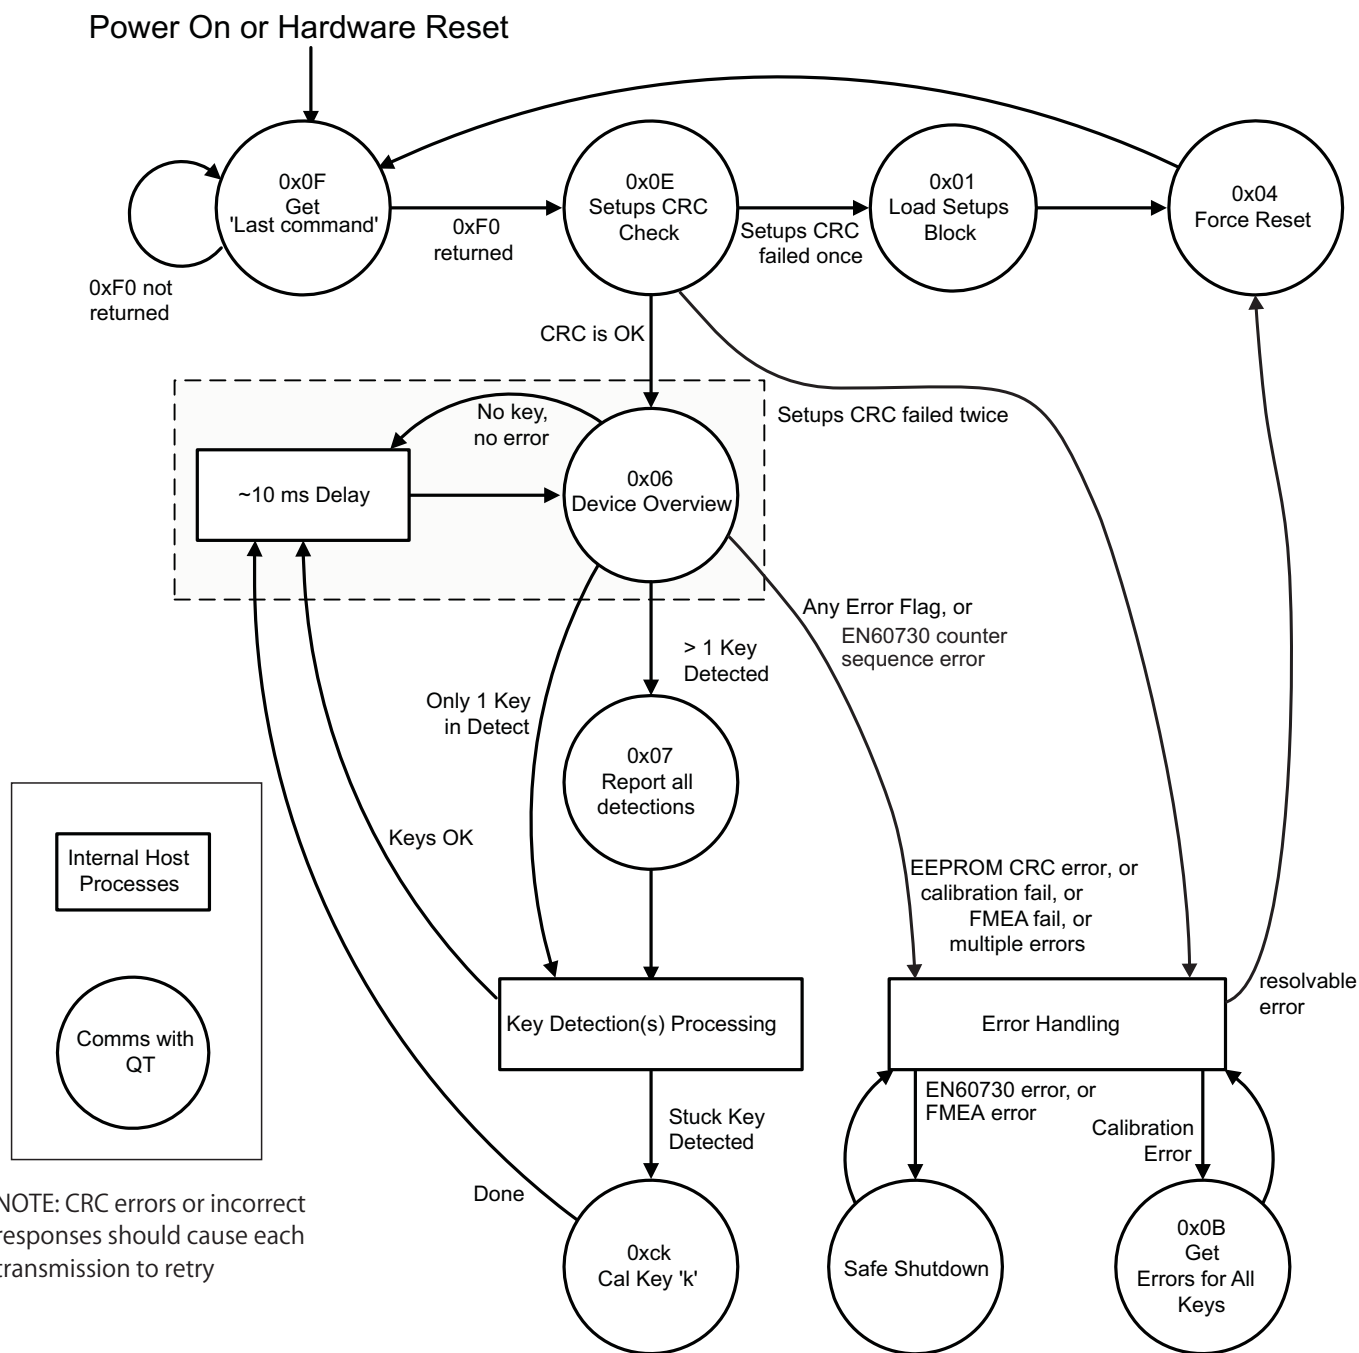 Power On or Hardware Reset
0x0F
Get
'Last command'
0xF0 not
returned
0xF0
returned
0x0E
Setups CRC
Check
Setups CRC
failed once
0x01
Load Setups
Block
0x04
Force Reset
CRC is OK
Setups CRC failed twice
No key,
no error
~10 ms Delay
0x06
Device Overview
Any Error Flag, or
EN60730 counter
sequence error
> 1 Key
Detected
Only 1 Key
in Detect
0x07
Report all
detections
Keys OK
EEPROM CRC error, or
calibration fail, or
FMEA fail, or
multiple errors
Internal Host
Processes
Comms with
QT
Key Detection(s) Processing
Error Handling
resolvable
error
Stuck Key
Detected
EN60730 error, or
FMEA error
Calibration
Error
Done
0xck
Cal Key 'k'
Safe Shutdown
0x0B
Get
Errors for All
Keys
NOTE: CRC errors or incorrect
responses should cause each
transmission to retry